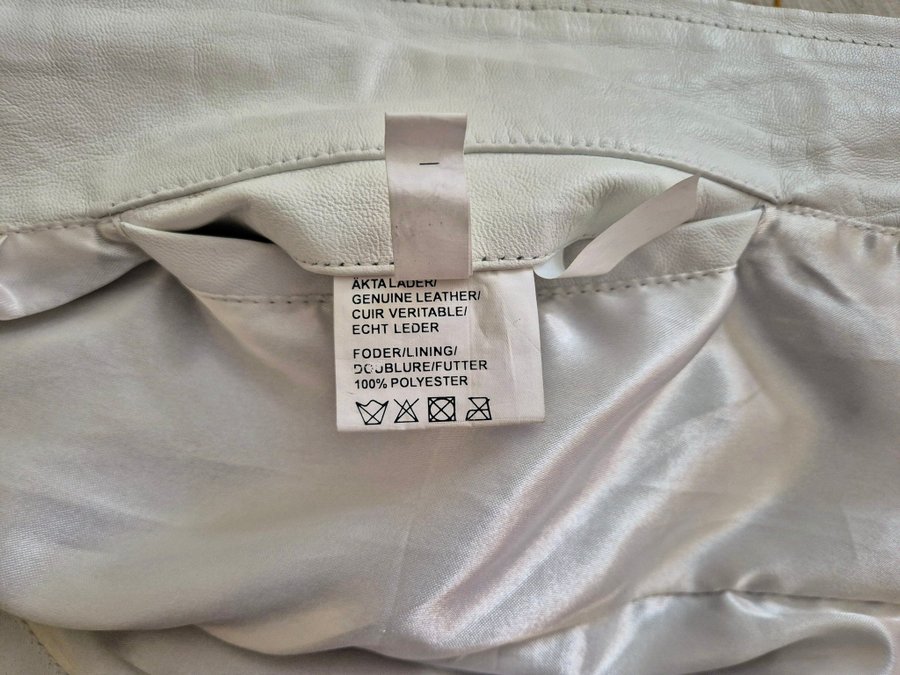 ÄKTA LÄDER/
GENUINE LEATHER/
CUIR VERITABLE/
ECHT LEDER
FODER/LINING/
DOUBLURE/FUTTER
100% POLYESTER